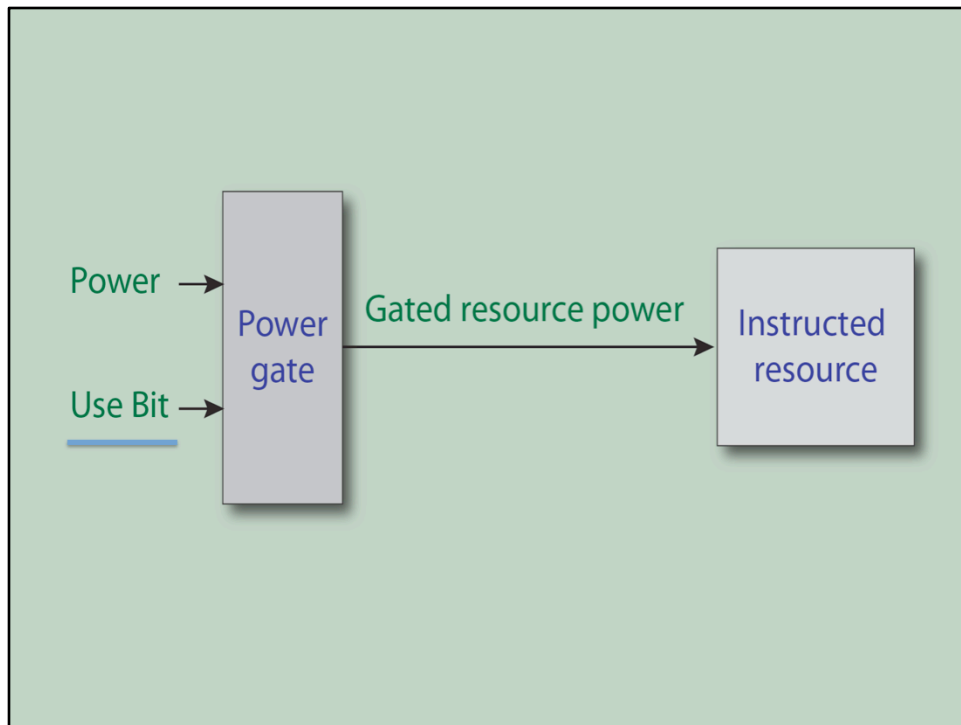 Power
Use Bit
Power
gate
Gated resource power
Instructed
resource